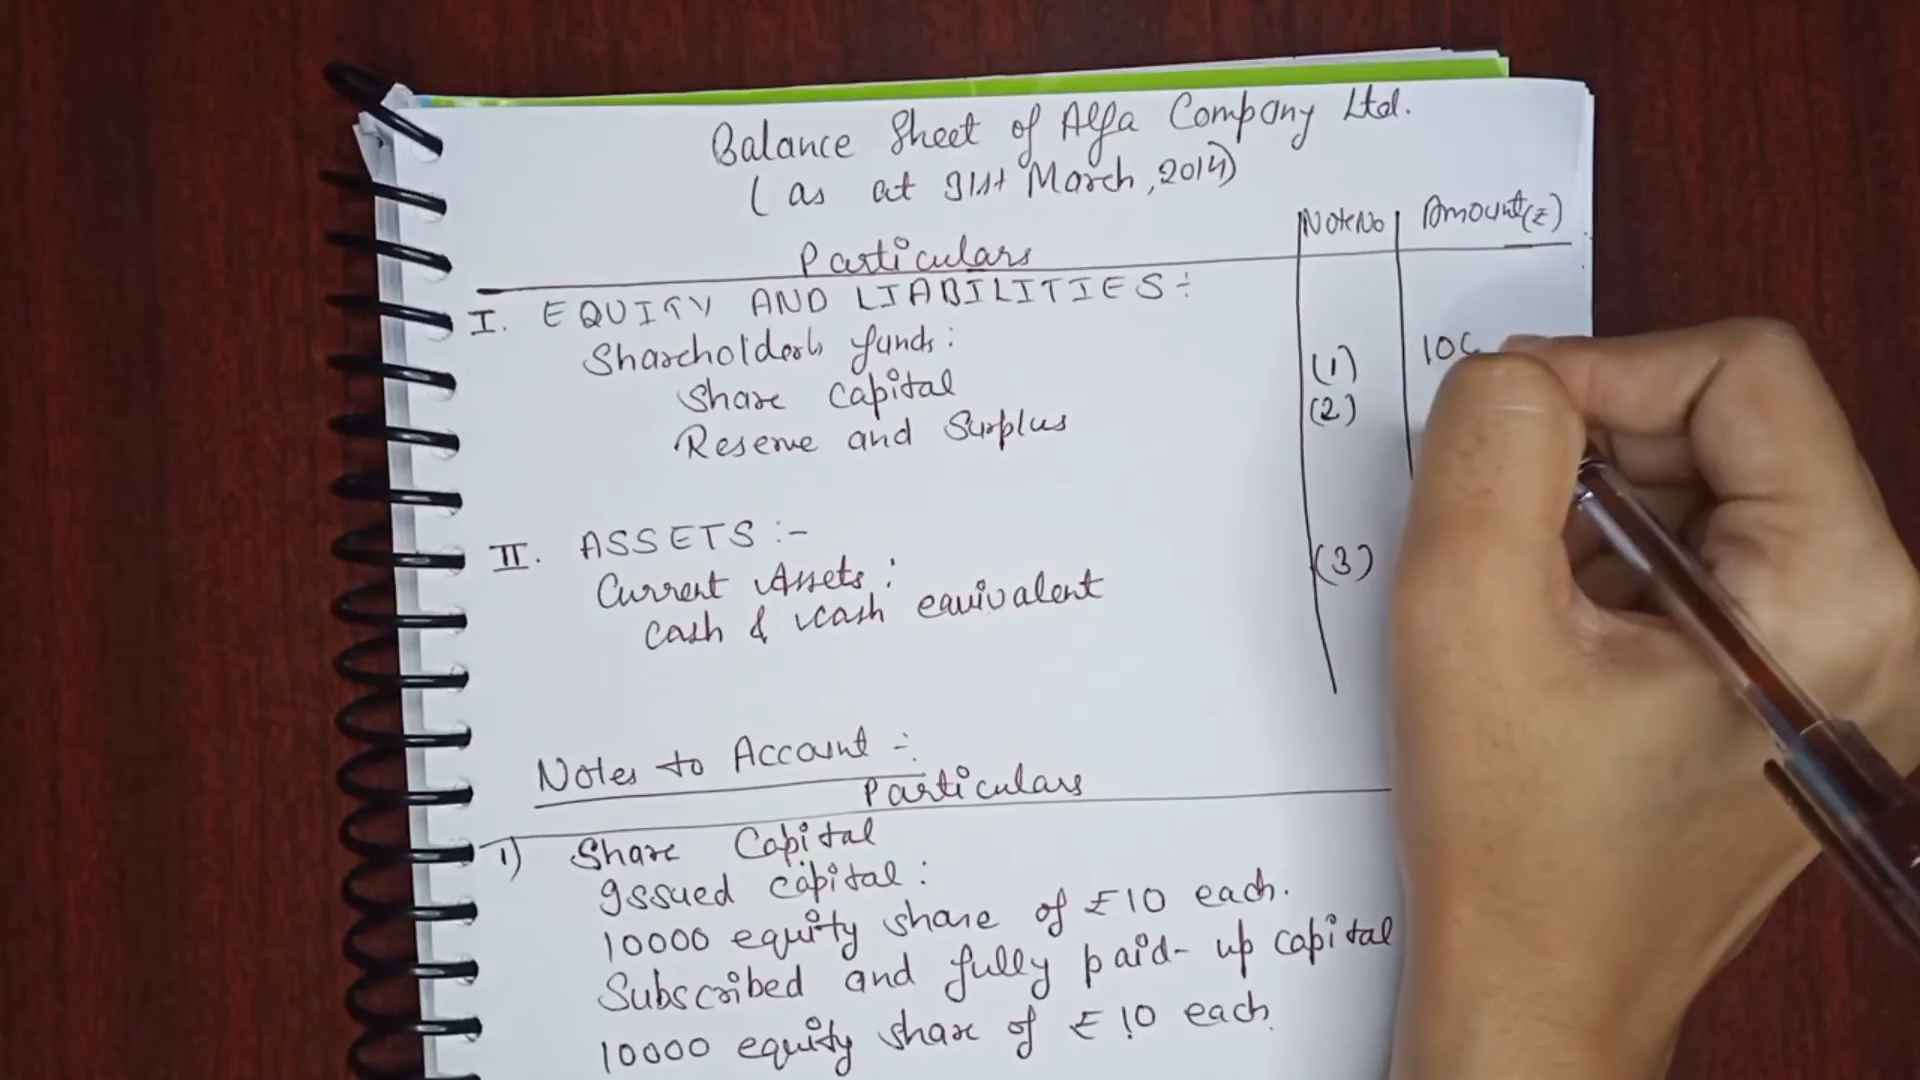 Balance Sheet of Alfa Company Ltd.
(as at 31st March, 2014)
Particulars Note No Amount(₹)
I. EQUITY AND LIABILITIES :-
Shareholders funds :
Share Capital (1) 100
Reserve and Surplus (2)
II. ASSETS :-
Current Assets : (3)
Cash & cash equivalent
Notes to Account :-
Particulars
1) Share Capital
Issued Capital :
10000 equity share of ₹10 each.
Subscribed and fully paid-up capital
10000 equity share of ₹10 each.